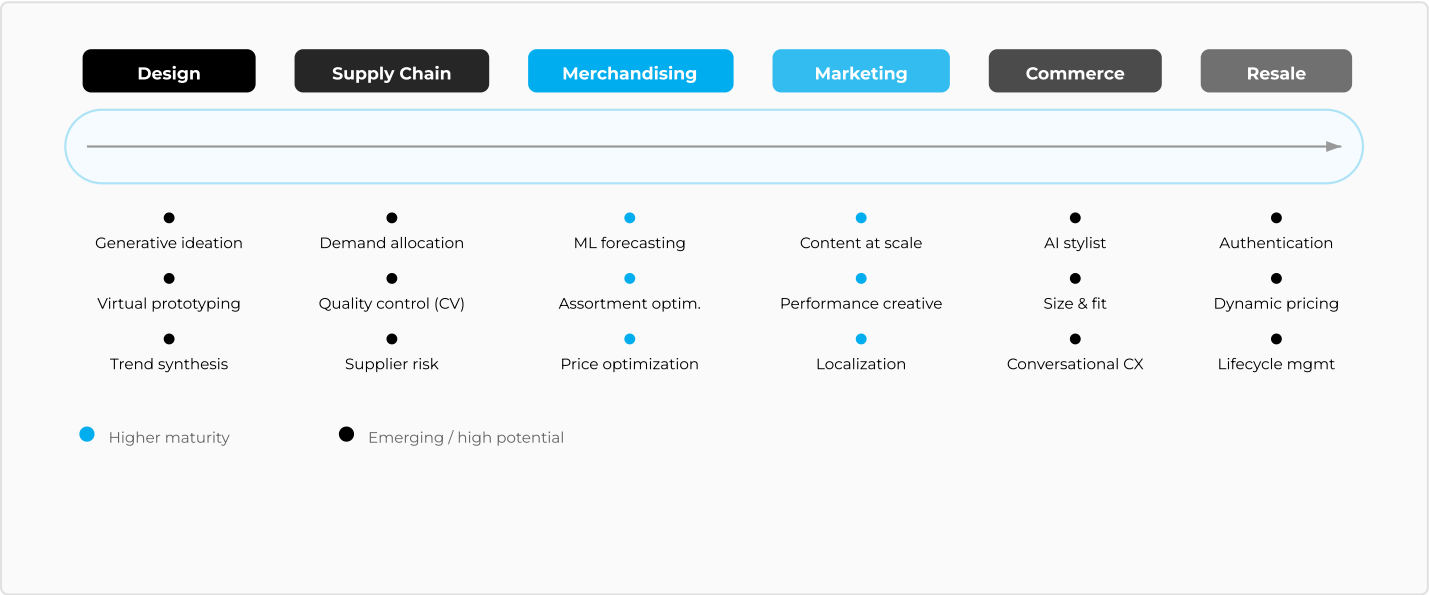 Design
Supply Chain
Merchandising
Marketing
Commerce
Resale
Generative ideation
Demand allocation
ML forecasting
Content at scale
AI stylist
Authentication
Virtual prototyping
Quality control (CV)
Assortment optim.
Performance creative
Size & fit
Dynamic pricing
Trend synthesis
Supplier risk
Price optimization
Localization
Conversational CX
Lifecycle mgmt
Higher maturity
Emerging / high potential